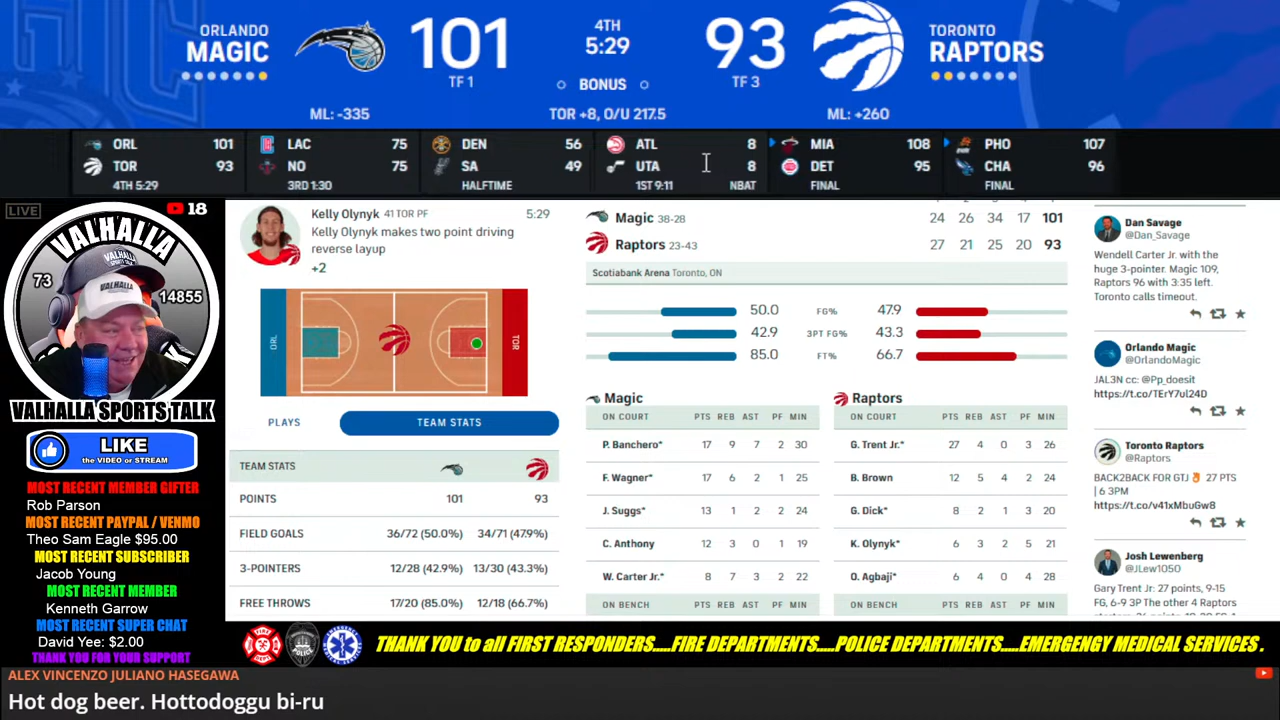 ORLANDO
MAGIC
101
TF 1
4TH
5:29
BONUS
93
TF 3
TORONTO
RAPTORS
ML: -335
TOR +8, O/U 217.5
ML: +260
ORL 101
TOR 93
4TH 5:29
LAC 75
NO 75
3RD 1:30
DEN 56
SA 49
HALFTIME
ATL 8
UTA 8
1ST 9:11 NBAT
MIA 108
DET 95
FINAL
PHO 107
CHA 96
FINAL
LIVE
18
VALHALLA
73
14855
VALHALLA
VALHALLA SPORTS TALK
LIKE
the VIDEO or STREAM
MOST RECENT MEMBER GIFTER
Rob Parson
MOST RECENT PAYPAL / VENMO
Theo Sam Eagle $95.00
MOST RECENT SUBSCRIBER
Jacob Young
MOST RECENT MEMBER
Kenneth Garrow
MOST RECENT SUPER CHAT
David Yee: $2.00
THANK YOU FOR YOUR SUPPORT
Kelly Olynyk 41 TOR PF 5:29
Kelly Olynyk makes two point driving
reverse layup
+2
ORL
TOR
PLAYS
TEAM STATS
TEAM STATS
POINTS 101 93
FIELD GOALS 36/72 (50.0%) 34/71 (47.9%)
3-POINTERS 12/28 (42.9%) 13/30 (43.3%)
FREE THROWS 17/20 (85.0%) 12/18 (66.7%)
Magic 38-28 24 26 34 17 101
Raptors 23-43 27 21 25 20 93
Scotiabank Arena Toronto, ON
50.0 FG% 47.9
42.9 3PT FG% 43.3
85.0 FT% 66.7
Magic
ON COURT PTS REB AST PF MIN
P. Banchero* 17 9 7 2 30
F. Wagner* 17 6 2 1 25
J. Suggs* 13 1 2 2 24
C. Anthony 12 3 0 1 19
W. Carter Jr.* 8 7 3 2 22
ON BENCH PTS REB AST PF MIN
Raptors
ON COURT PTS REB AST PF MIN
G. Trent Jr.* 27 4 0 3 26
B. Brown 12 5 4 2 24
G. Dick* 8 2 1 3 20
K. Olynyk* 6 3 2 5 21
O. Agbaji* 6 4 0 4 28
ON BENCH PTS REB AST PF MIN
Dan Savage
@Dan_Savage
Wendell Carter Jr. with the
huge 3-pointer. Magic 109,
Raptors 96 with 3:35 left.
Toronto calls timeout.
Orlando Magic
@OrlandoMagic
JAL3N cc: @Pp_doesit
https://t.co/TErY7ul24D
Toronto Raptors
@Raptors
BACK2BACK FOR GTJ 27 PTS
| 6 3PM
https://t.co/v41xMbuGw8
Josh Lewenberg
@JLew1050
Gary Trent Jr: 27 points, 9-15
FG, 6-9 3P The other 4 Raptors
THANK YOU to all FIRST RESPONDERS.....FIRE DEPARTMENTS.....POLICE DEPARTMENTS....EMERGENCY MEDICAL SERVICES .
ALEX VINCENZO JULIANO HASEGAWA
Hot dog beer. Hottodoggu bi-ru